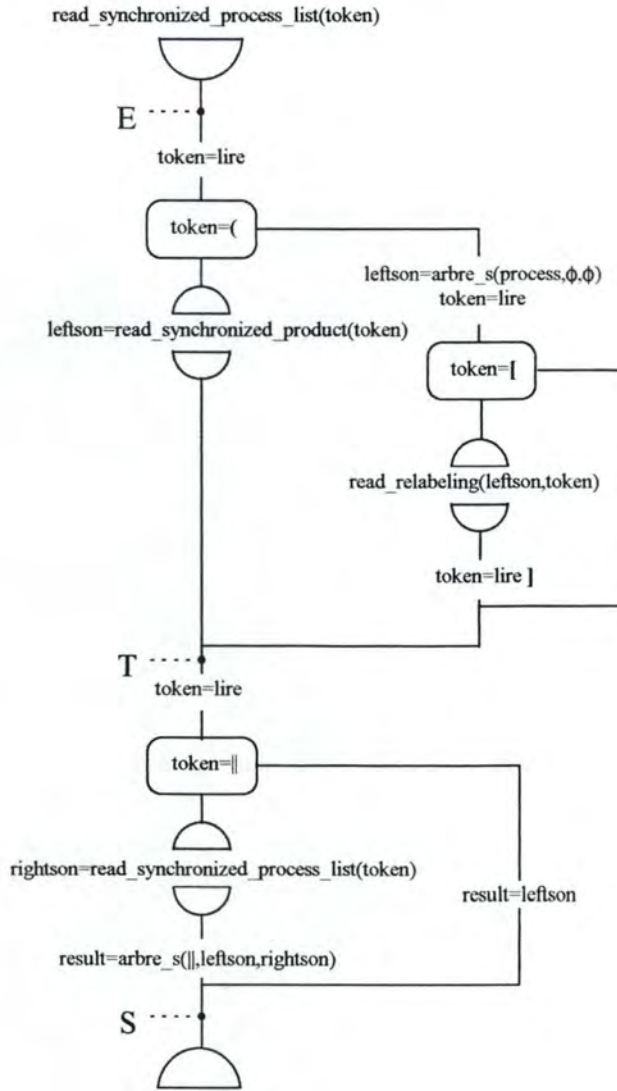 read_synchronized_process_list(token)
E
token=lire
token=(
leftson=arbre_s(process,ϕ,ϕ)
token=lire
leftson=read_synchronized_product(token)
token=[
read_relabeling(leftson,token)
token=lire ]
T
token=lire
token=||
rightson=read_synchronized_process_list(token)
result=leftson
result=arbre_s(||,leftson,rightson)
S